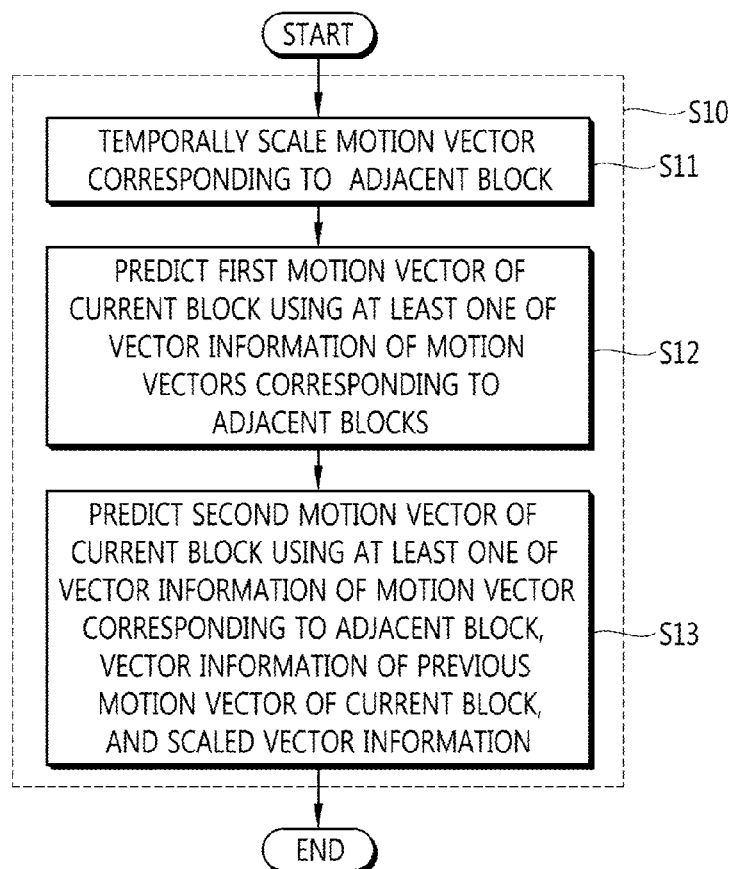 START
S10
TEMPORALLY SCALE MOTION VECTOR
CORRESPONDING TO ADJACENT BLOCK
S11
PREDICT FIRST MOTION VECTOR OF
CURRENT BLOCK USING AT LEAST ONE OF
VECTOR INFORMATION OF MOTION
VECTORS CORRESPONDING TO
ADJACENT BLOCKS
S12
PREDICT SECOND MOTION VECTOR OF
CURRENT BLOCK USING AT LEAST ONE OF
VECTOR INFORMATION OF MOTION VECTOR
CORRESPONDING TO ADJACENT BLOCK,
VECTOR INFORMATION OF PREVIOUS
MOTION VECTOR OF CURRENT BLOCK,
AND SCALED VECTOR INFORMATION
S13
END